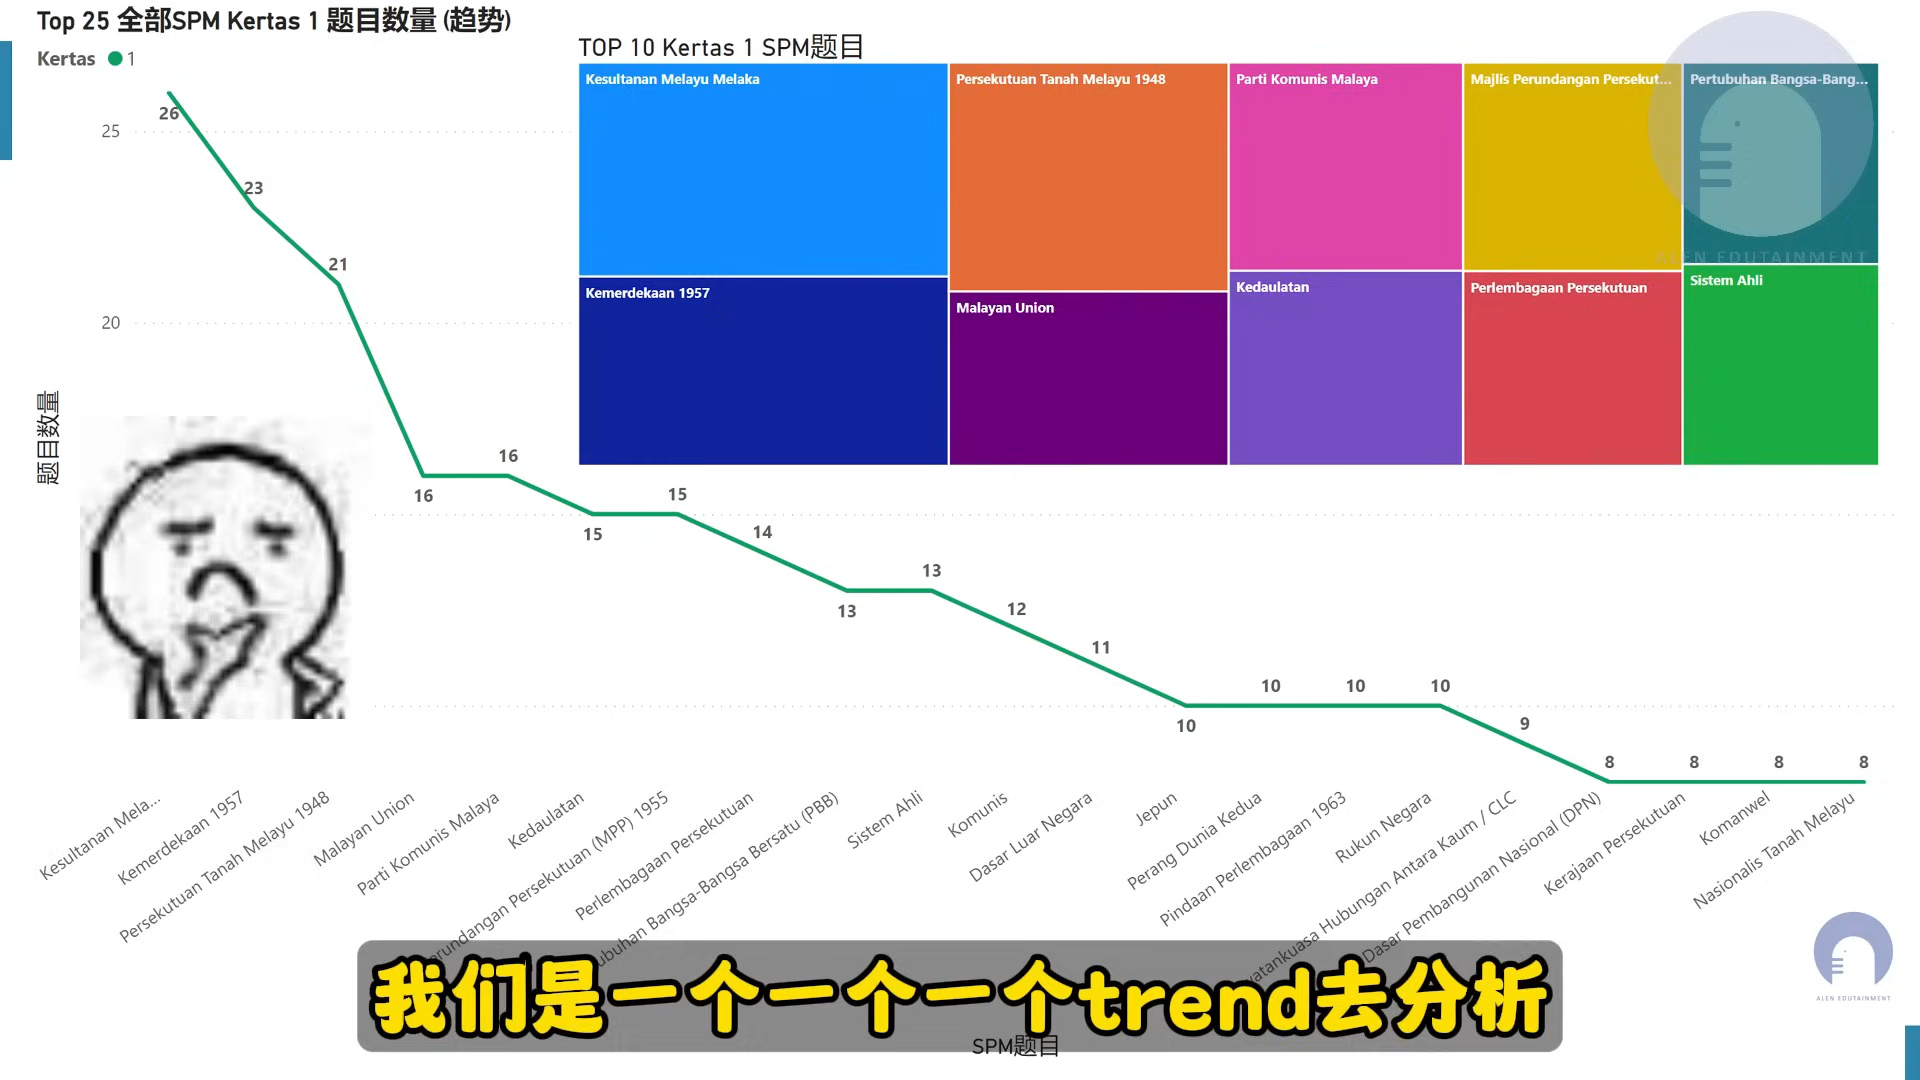 Top 25 全部SPM Kertas 1 题目数量 (趋势)
Kertas 1
TOP 10 Kertas 1 SPM题目
Kesultanan Melayu Melaka
Persekutuan Tanah Melayu 1948
Parti Komunis Malaya
Majlis Perundangan Persekut...
Pertubuhan Bangsa-Bang...
Kemerdekaan 1957
Malayan Union
Kedaulatan
Perlembagaan Persekutuan
Sistem Ahli
ALEN EDUTAINMENT
题目数量
25
20
26
23
21
16
16
15
15
14
13
13
12
11
10
10
10
10
9
8
8
8
8
Kesultanan Mela...
Kemerdekaan 1957
Persekutuan Tanah Melayu 1948
Malayan Union
Parti Komunis Malaya
Kedaulatan
erundangan Persekutuan (MPP) 1955
Perlembagaan Persekutuan
ubuhan Bangsa-Bangsa Bersatu (PBB)
Sistem Ahli
Komunis
Dasar Luar Negara
Jepun
Perang Dunia Kedua
Pindaan Perlembagaan 1963
Rukun Negara
watankuasa Hubungan Antara Kaum / CLC
Dasar Pembangunan Nasional (DPN)
Kerajaan Persekutuan
Komanwel
Nasionalis Tanah Melayu
我们是一个一个一个trend去分析
SPM题目
ALEN EDUTAINMENT